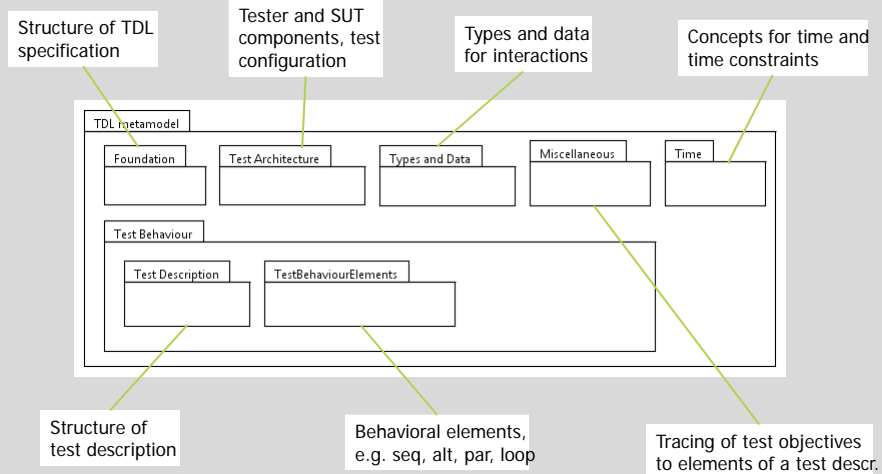 Structure of TDL
specification
Tester and SUT
components, test
configuration
Types and data
for interactions
Concepts for time and
time constraints
TDL metamodel
Foundation
Test Architecture
Types and Data
Miscellaneous
Time
Test Behaviour
Test Description
TestBehaviourElements
Structure of
test description
Behavioral elements,
e.g. seq, alt, par, loop
Tracing of test objectives
to elements of a test descr.